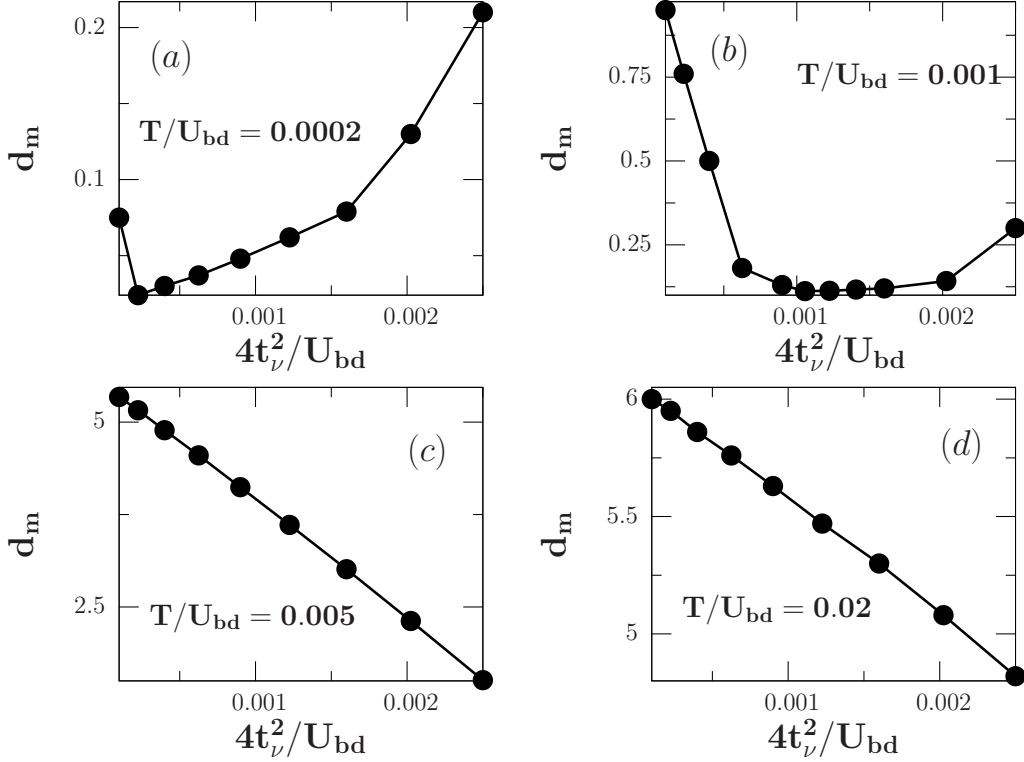 0.2
(a)
T/U_bd = 0.0002
d_m
0.1
0.001 0.002
4t_ν^2/U_bd
(b)
0.75
T/U_bd = 0.001
d_m
0.5
0.25
0.001 0.002
4t_ν^2/U_bd
5
(c)
d_m
2.5
T/U_bd = 0.005
0.001 0.002
4t_ν^2/U_bd
6
(d)
5.5
d_m
T/U_bd = 0.02
5
0.001 0.002
4t_ν^2/U_bd